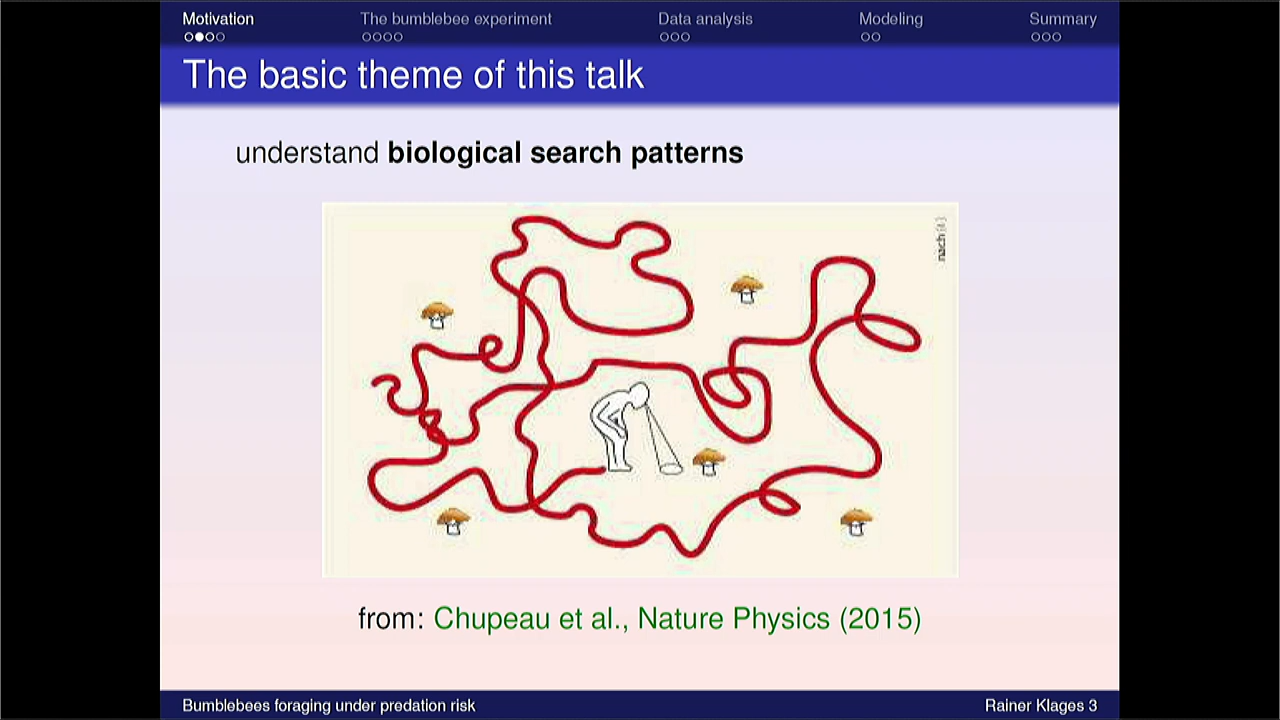 Motivation
The bumblebee experiment
Data analysis
Modeling
Summary
The basic theme of this talk
understand biological search patterns
from: Chupeau et al., Nature Physics (2015)
Bumblebees foraging under predation risk
Rainer Klages 3